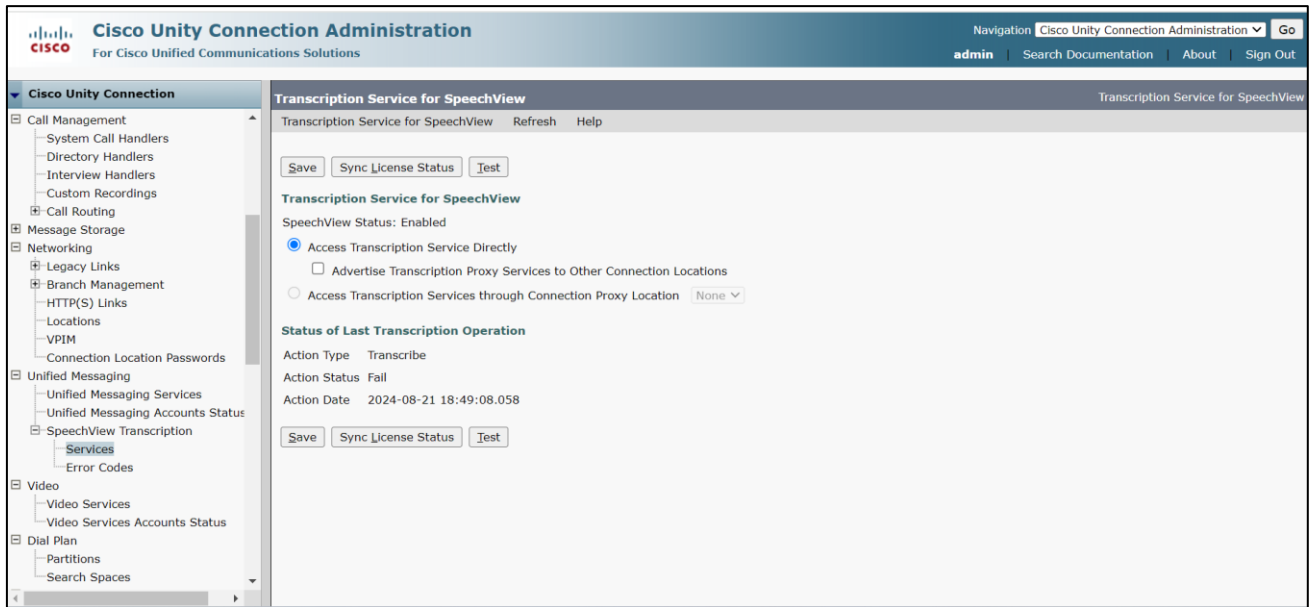 Cisco Unity Connection Administration
For Cisco Unified Communications Solutions
CISCO
Navigation Cisco Unity Connection Administration Go
admin | Search Documentation | About | Sign Out
Cisco Unity Connection
Call Management
System Call Handlers
Directory Handlers
Interview Handlers
Custom Recordings
Call Routing
Message Storage
Networking
Legacy Links
Branch Management
HTTP(S) Links
Locations
VPIM
Connection Location Passwords
Unified Messaging
Unified Messaging Services
Unified Messaging Accounts Status
SpeechView Transcription
Services
Error Codes
Video
Video Services
Video Services Accounts Status
Dial Plan
Partitions
Search Spaces
Transcription Service for SpeechView Transcription Service for SpeechView
Transcription Service for SpeechView Refresh Help
Save Sync License Status Test
Transcription Service for SpeechView
SpeechView Status: Enabled
Access Transcription Service Directly
Advertise Transcription Proxy Services to Other Connection Locations
Access Transcription Services through Connection Proxy Location None
Status of Last Transcription Operation
Action Type Transcribe
Action Status Fail
Action Date 2024-08-21 18:49:08.058
Save Sync License Status Test